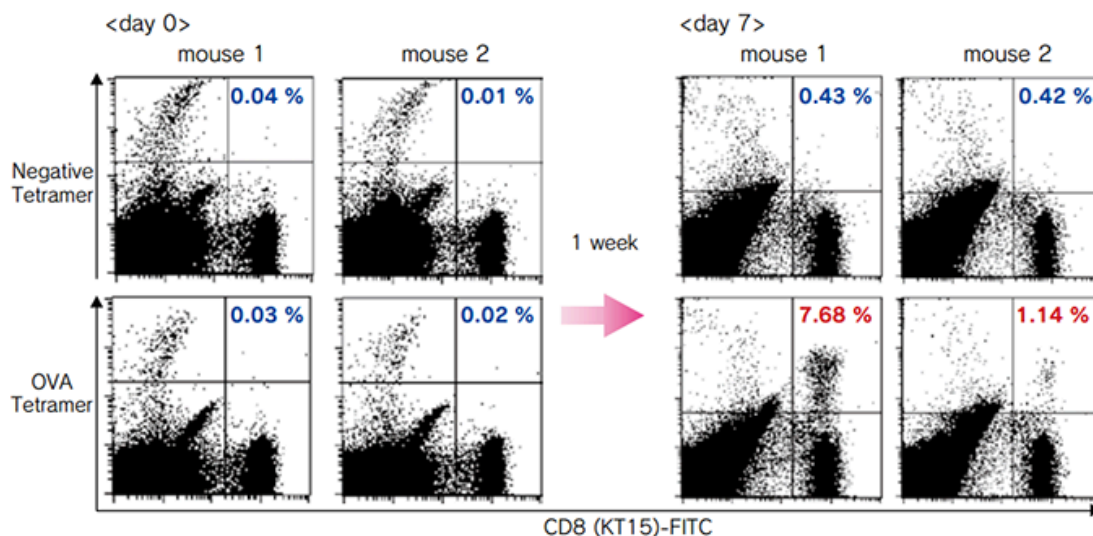 <day 0>
<day 7>
mouse 1
mouse 2
mouse 1
mouse 2
0.04 %
0.01 %
0.43 %
0.42 %
Negative
Tetramer
1 week
0.03 %
0.02 %
7.68 %
1.14 %
OVA
Tetramer
CD8 (KT15)-FITC